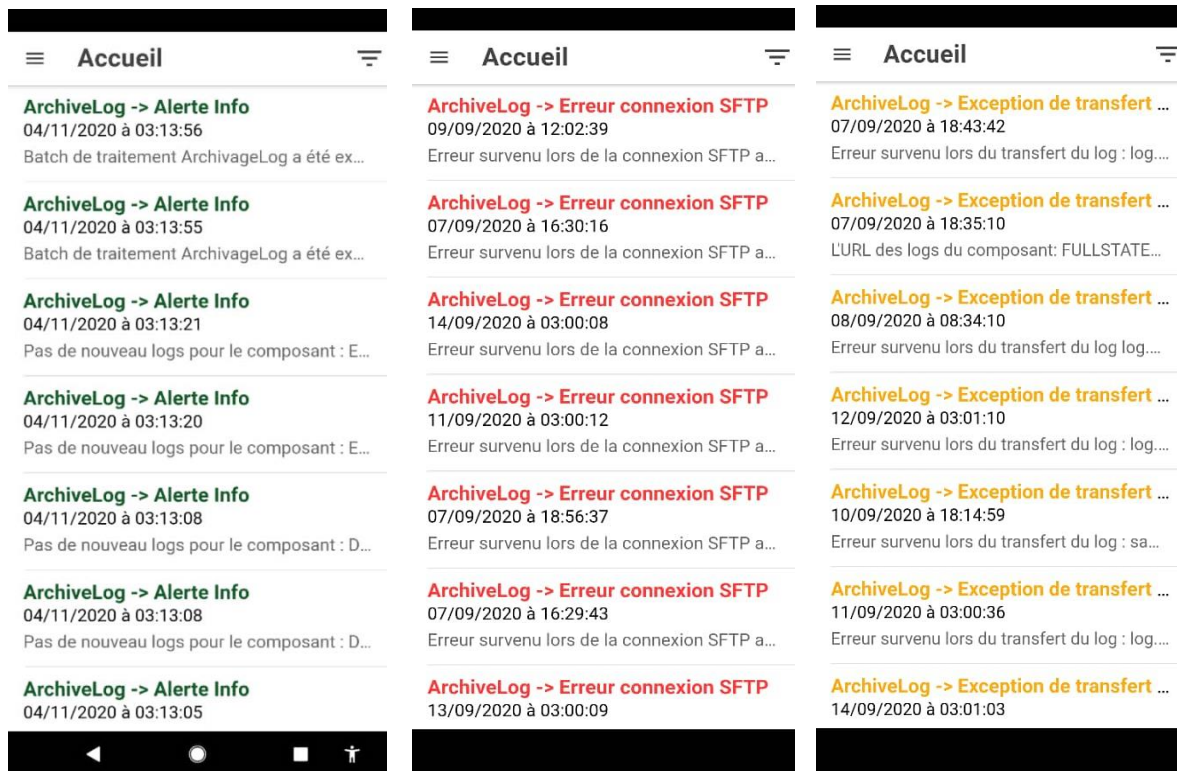 Accueil
ArchiveLog -> Alerte Info
04/11/2020 à 03:13:56
Batch de traitement ArchivageLog a été ex...
ArchiveLog -> Alerte Info
04/11/2020 à 03:13:55
Batch de traitement ArchivageLog a été ex...
ArchiveLog -> Alerte Info
04/11/2020 à 03:13:21
Pas de nouveau logs pour le composant : E...
ArchiveLog -> Alerte Info
04/11/2020 à 03:13:20
Pas de nouveau logs pour le composant : E...
ArchiveLog -> Alerte Info
04/11/2020 à 03:13:08
Pas de nouveau logs pour le composant : D...
ArchiveLog -> Alerte Info
04/11/2020 à 03:13:08
Pas de nouveau logs pour le composant : D...
ArchiveLog -> Alerte Info
04/11/2020 à 03:13:05
Accueil
ArchiveLog -> Erreur connexion SFTP
09/09/2020 à 12:02:39
Erreur survenu lors de la connexion SFTP a...
ArchiveLog -> Erreur connexion SFTP
07/09/2020 à 16:30:16
Erreur survenu lors de la connexion SFTP a...
ArchiveLog -> Erreur connexion SFTP
14/09/2020 à 03:00:08
Erreur survenu lors de la connexion SFTP a...
ArchiveLog -> Erreur connexion SFTP
11/09/2020 à 03:00:12
Erreur survenu lors de la connexion SFTP a...
ArchiveLog -> Erreur connexion SFTP
07/09/2020 à 18:56:37
Erreur survenu lors de la connexion SFTP a...
ArchiveLog -> Erreur connexion SFTP
07/09/2020 à 16:29:43
Erreur survenu lors de la connexion SFTP a...
ArchiveLog -> Erreur connexion SFTP
13/09/2020 à 03:00:09
Accueil
ArchiveLog -> Exception de transfert ...
07/09/2020 à 18:43:42
Erreur survenu lors du transfert du log : log....
ArchiveLog -> Exception de transfert ...
07/09/2020 à 18:35:10
L'URL des logs du composant: FULLSTATE...
ArchiveLog -> Exception de transfert ...
08/09/2020 à 08:34:10
Erreur survenu lors du transfert du log log....
ArchiveLog -> Exception de transfert ...
12/09/2020 à 03:01:10
Erreur survenu lors du transfert du log : log....
ArchiveLog -> Exception de transfert ...
10/09/2020 à 18:14:59
Erreur survenu lors du transfert du log : sa...
ArchiveLog -> Exception de transfert ...
11/09/2020 à 03:00:36
Erreur survenu lors du transfert du log : log....
ArchiveLog -> Exception de transfert ...
14/09/2020 à 03:01:03